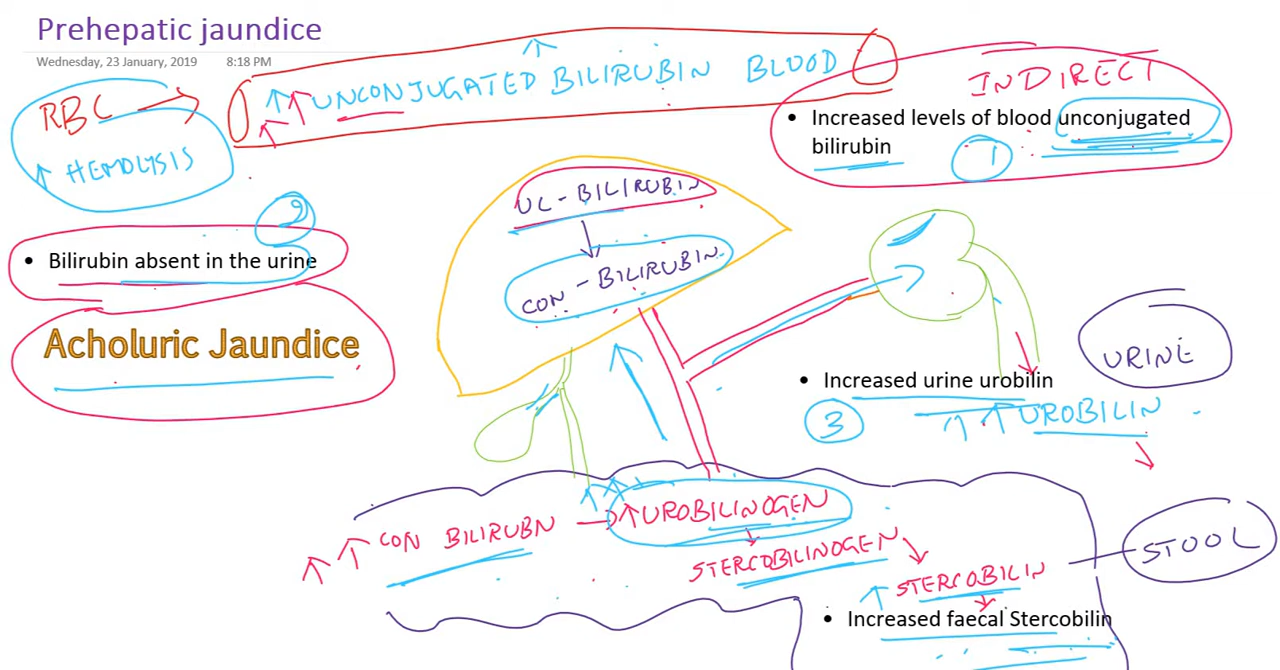 Prehepatic jaundice
Wednesday, 23 January, 2019 8:18 PM
RBC → ↑↑ UNCONJUGATED BILIRUBIN BLOOD
↑ HEMOLYSIS
INDIRECT
• Increased levels of blood unconjugated
bilirubin
1
2
• Bilirubin absent in the urine
Acholuric Jaundice
UC-BILIRUBIN
CON-BILIRUBIN
URINE
• Increased urine urobilin
3 ↑↑ UROBILIN
↑↑ CON BILIRUBN → ↑UROBILINOGEN
STERCOBILINOGEN
STERCOBILIN
STOOL
• Increased faecal Stercobilin